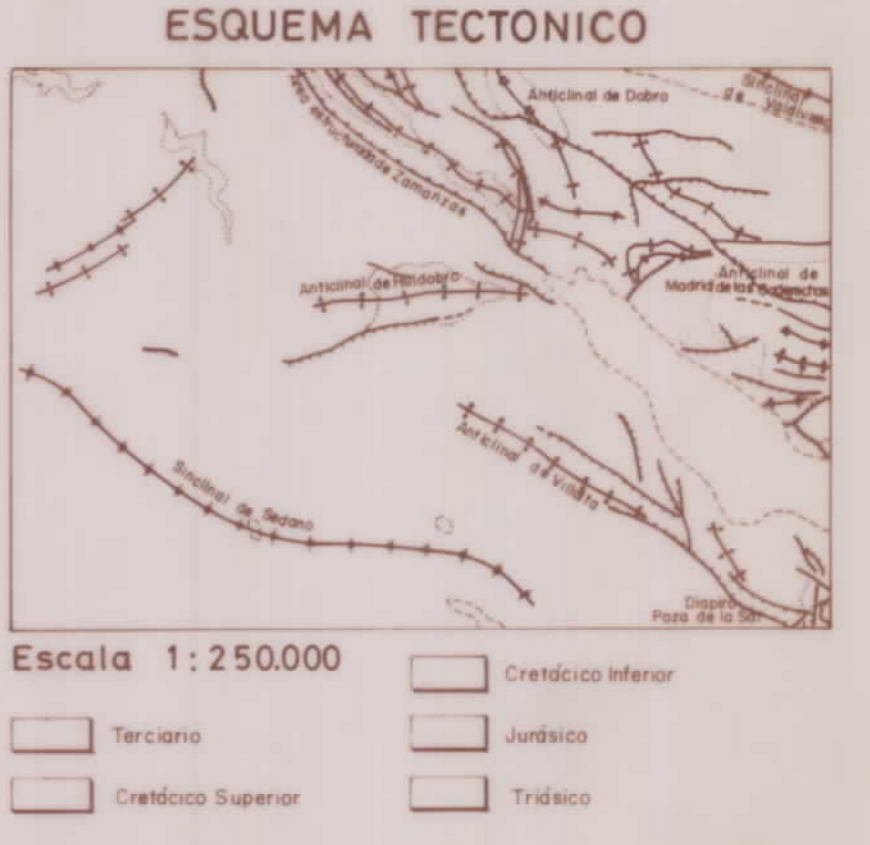 ESQUEMA TECTONICO
Sinclinal
de Valdivielso
Anticlinal de Dobro
Area estructurada de Zamanzas
Anticlinal de Huidobro
Anticlinal de
Madrid de las Caderechas
Sinclinal de Sedano
Anticlinal de Villalta
Diapiro
Poza de la Sal
Escala 1:250.000
Cretácico Inferior
Terciario
Jurásico
Cretácico Superior
Triásico